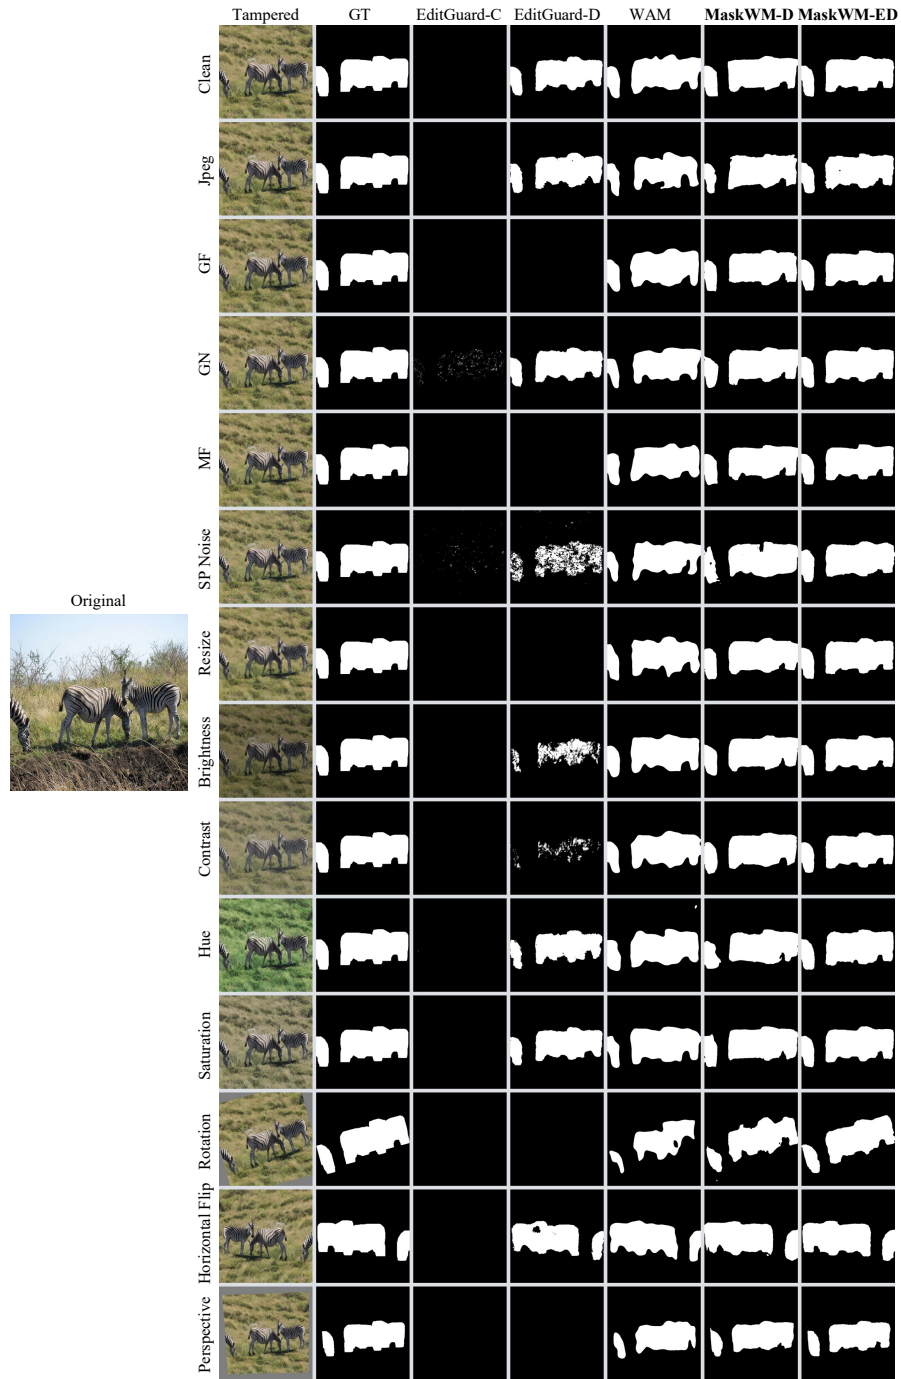 Tampered GT EditGuard-C EditGuard-D WAM MaskWM-D MaskWM-ED
Clean
Jpeg
GF
GN
MF
SP Noise
Original
Resize
Brightness
Contrast
Hue
Saturation
Rotation
Horizontal Flip
Perspective